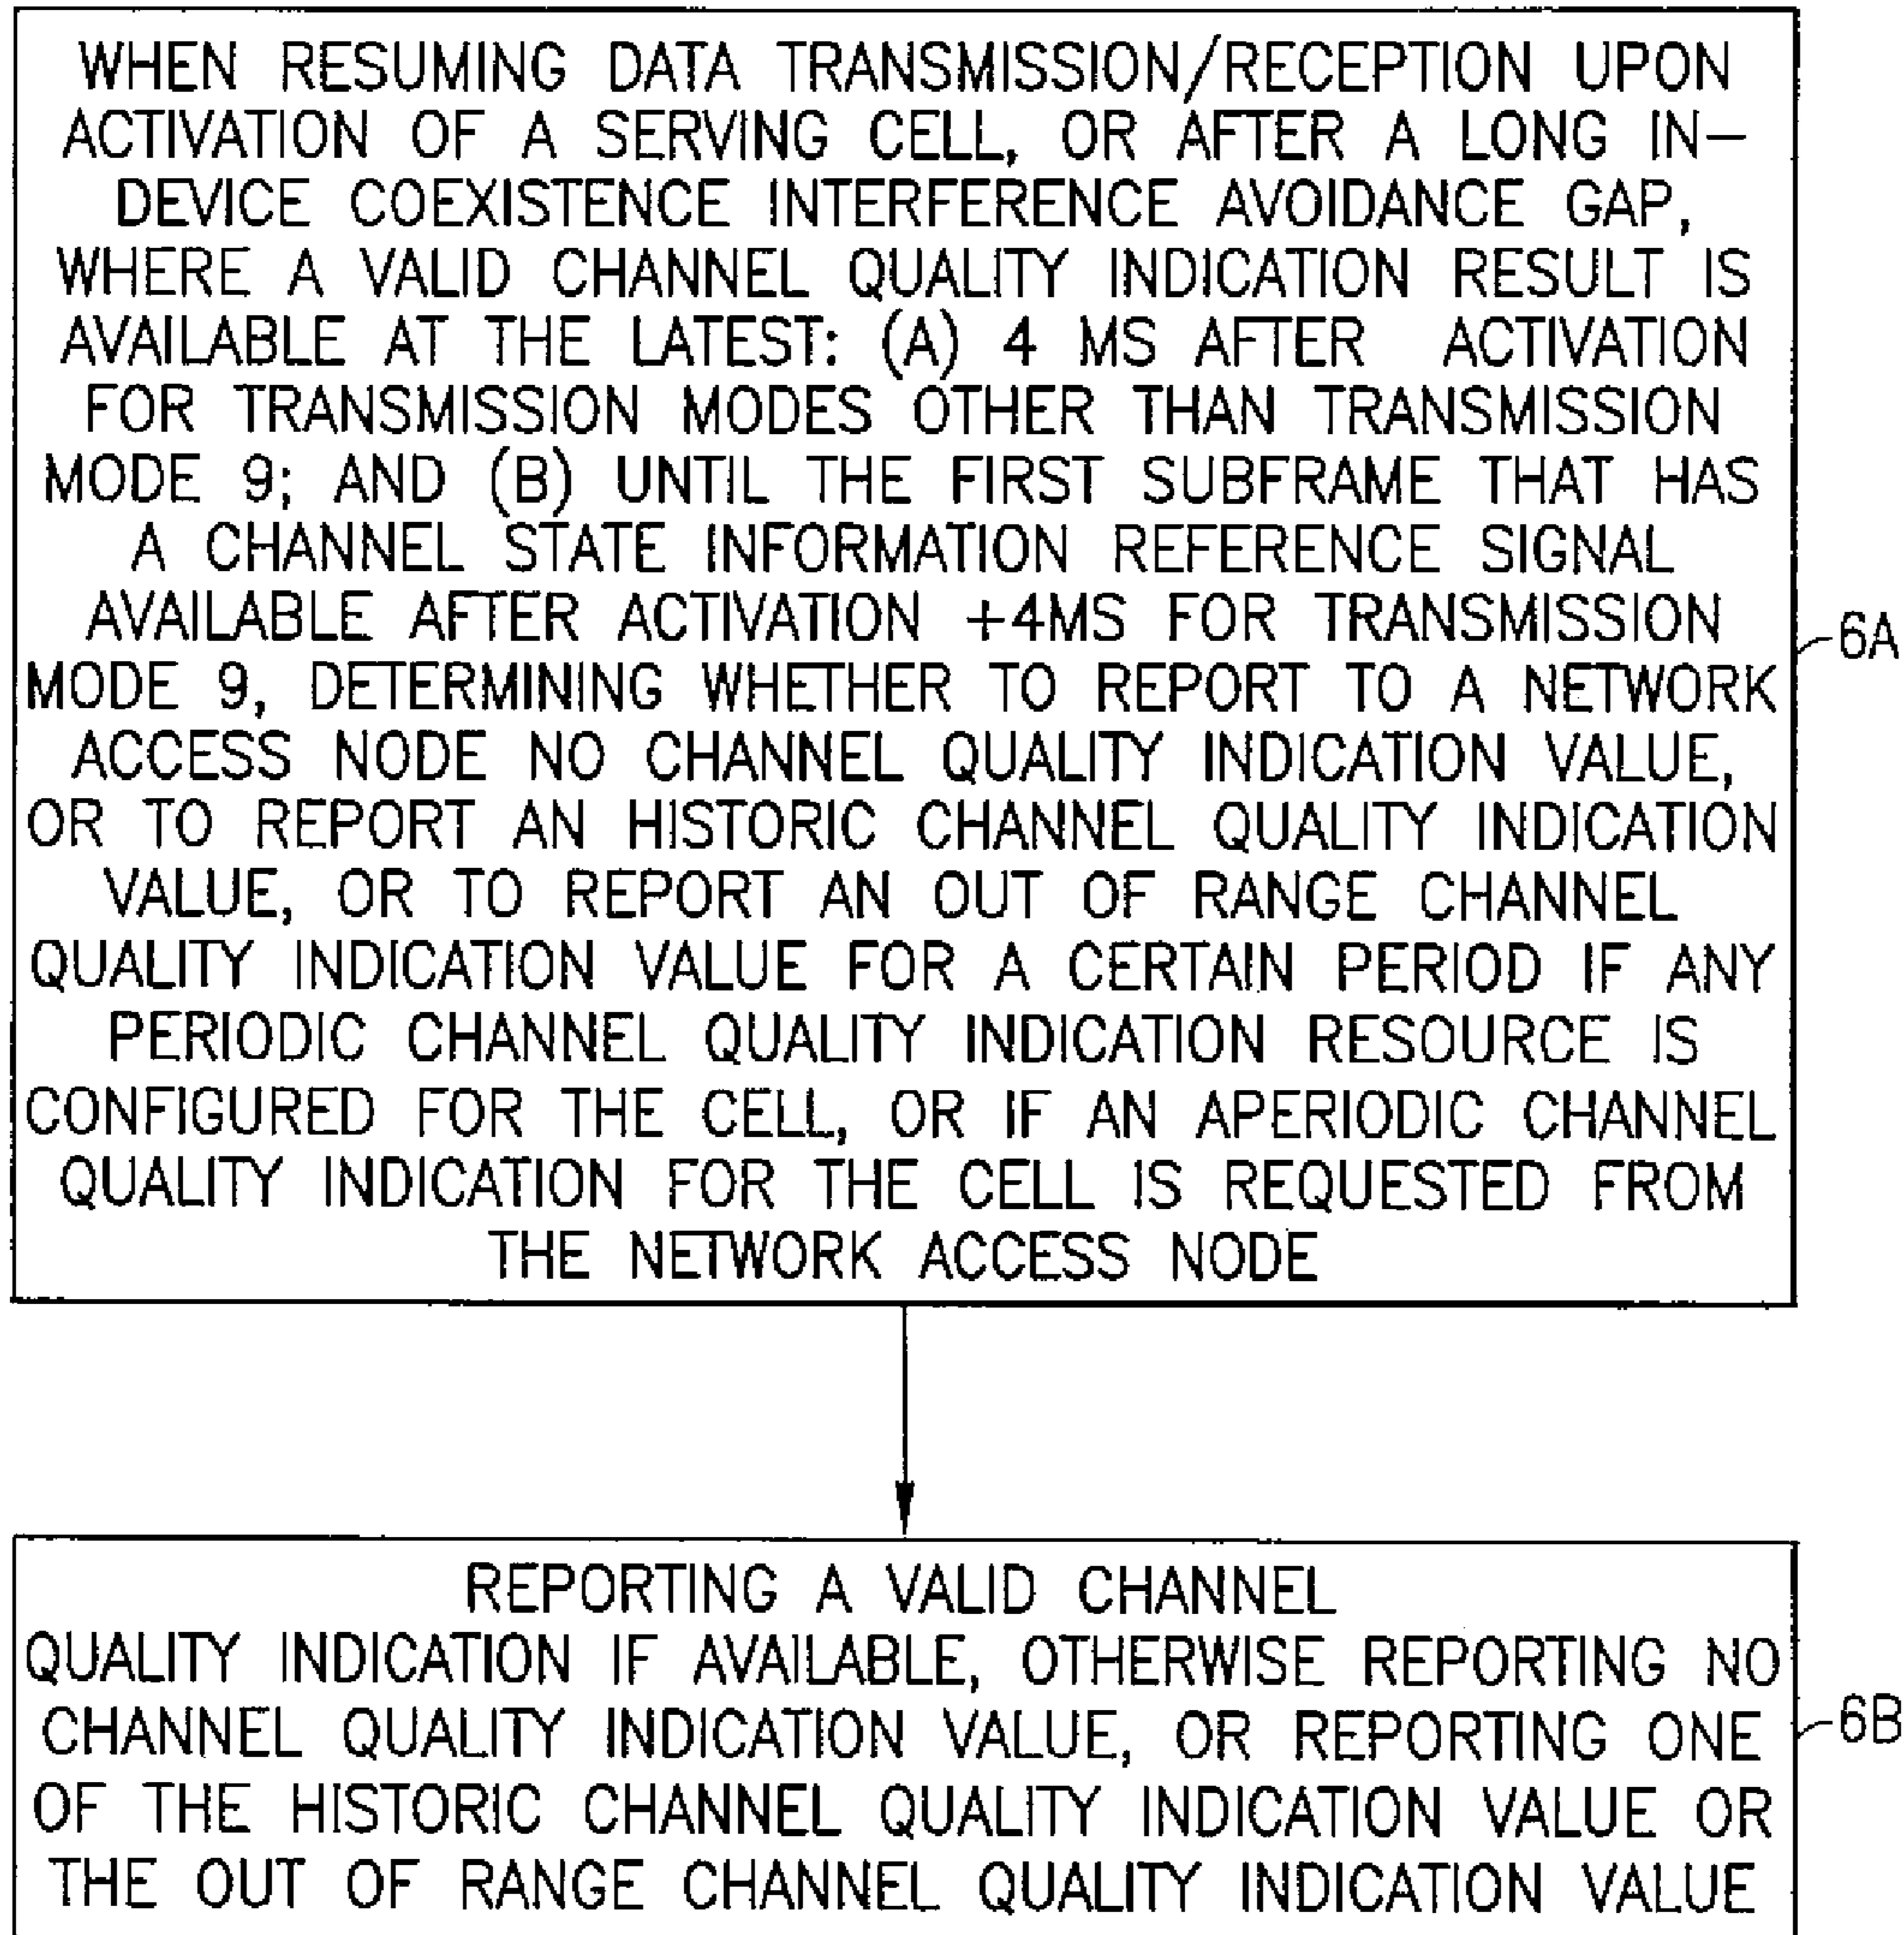 WHEN RESUMING DATA TRANSMISSION/RECEPTION UPON
ACTIVATION OF A SERVING CELL, OR AFTER A LONG IN-
DEVICE COEXISTENCE INTERFERENCE AVOIDANCE GAP,
WHERE A VALID CHANNEL QUALITY INDICATION RESULT IS
AVAILABLE AT THE LATEST: (A) 4 MS AFTER ACTIVATION
FOR TRANSMISSION MODES OTHER THAN TRANSMISSION
MODE 9; AND (B) UNTIL THE FIRST SUBFRAME THAT HAS
A CHANNEL STATE INFORMATION REFERENCE SIGNAL
AVAILABLE AFTER ACTIVATION +4MS FOR TRANSMISSION
MODE 9, DETERMINING WHETHER TO REPORT TO A NETWORK
ACCESS NODE NO CHANNEL QUALITY INDICATION VALUE,
OR TO REPORT AN HISTORIC CHANNEL QUALITY INDICATION
VALUE, OR TO REPORT AN OUT OF RANGE CHANNEL
QUALITY INDICATION VALUE FOR A CERTAIN PERIOD IF ANY
PERIODIC CHANNEL QUALITY INDICATION RESOURCE IS
CONFIGURED FOR THE CELL, OR IF AN APERIODIC CHANNEL
QUALITY INDICATION FOR THE CELL IS REQUESTED FROM
THE NETWORK ACCESS NODE
6A
REPORTING A VALID CHANNEL
QUALITY INDICATION IF AVAILABLE, OTHERWISE REPORTING NO
CHANNEL QUALITY INDICATION VALUE, OR REPORTING ONE
OF THE HISTORIC CHANNEL QUALITY INDICATION VALUE OR
THE OUT OF RANGE CHANNEL QUALITY INDICATION VALUE
6B